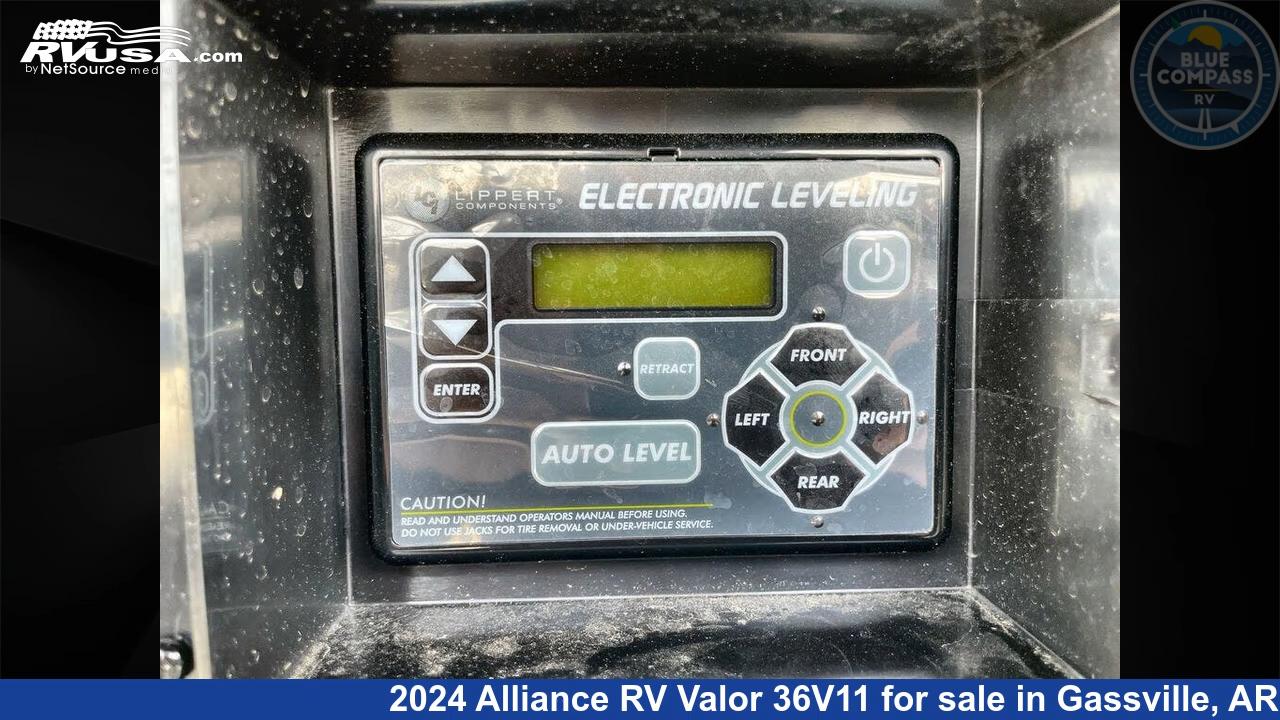 RVUSA.com
by NetSource media
BLUE
COMPASS
RV
LIPPERT
COMPONENTS®
ELECTRONIC LEVELING
FRONT
RETRACT
ENTER
LEFT
RIGHT
AUTO LEVEL
REAR
CAUTION!
READ AND UNDERSTAND OPERATORS MANUAL BEFORE USING.
DO NOT USE JACKS FOR TIRE REMOVAL OR UNDER-VEHICLE SERVICE.
2024 Alliance RV Valor 36V11 for sale in Gassville, AR